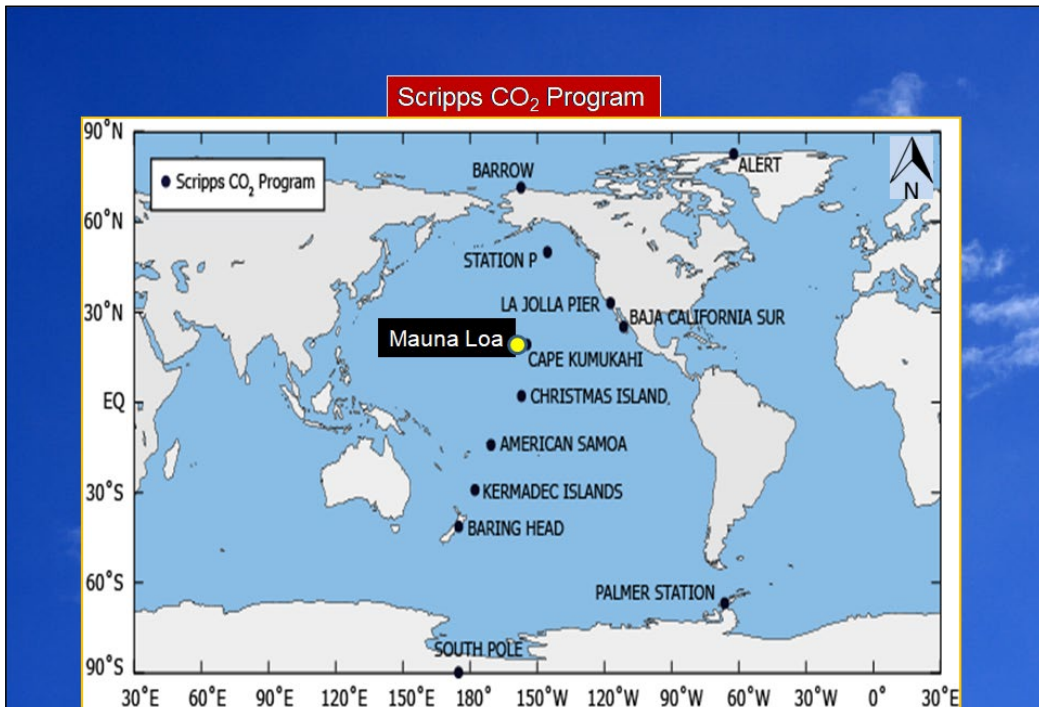 Scripps CO₂ Program
90°N
Scripps CO₂ Program
BARROW
ALERT
N
60°N
STATION P
30°N
LA JOLLA PIER
BAJA CALIFORNIA SUR
Mauna Loa
CAPE KUMUKAHI
EQ
CHRISTMAS ISLAND,
AMERICAN SAMOA
30°S
KERMADEC ISLANDS
BARING HEAD
60°S
PALMER STATION
SOUTH POLE
90°S
30°E 60°E 90°E 120°E 150°E 180° 150°W 120°W 90°W 60°W 30°W 0° 30°E